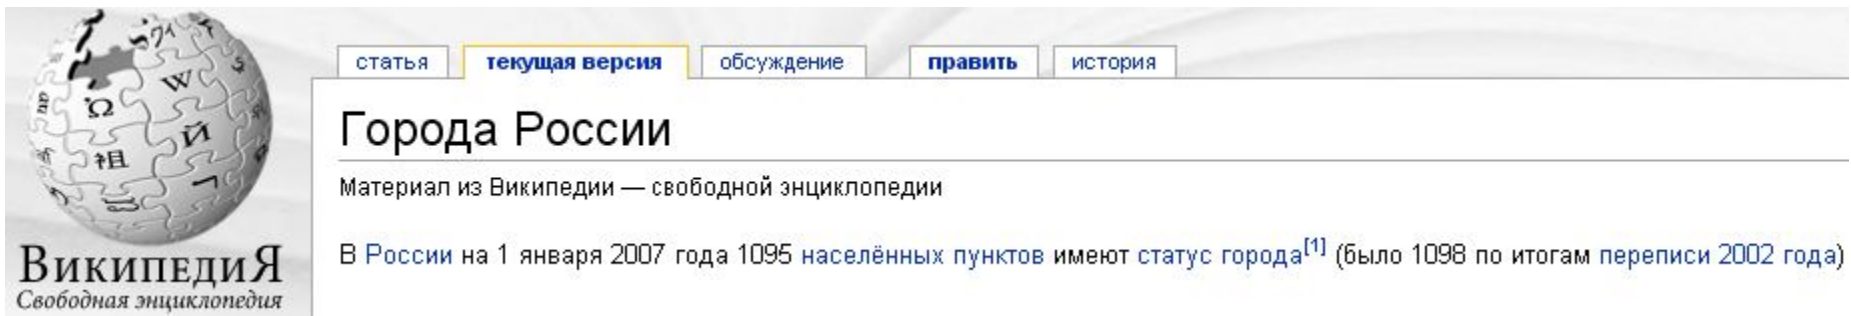 статья текущая версия обсуждение править история
Города России
Материал из Википедии — свободной энциклопедии
В России на 1 января 2007 года 1095 населённых пунктов имеют статус города[1] (было 1098 по итогам переписи 2002 года)
ВикипедиЯ
Свободная энциклопедия